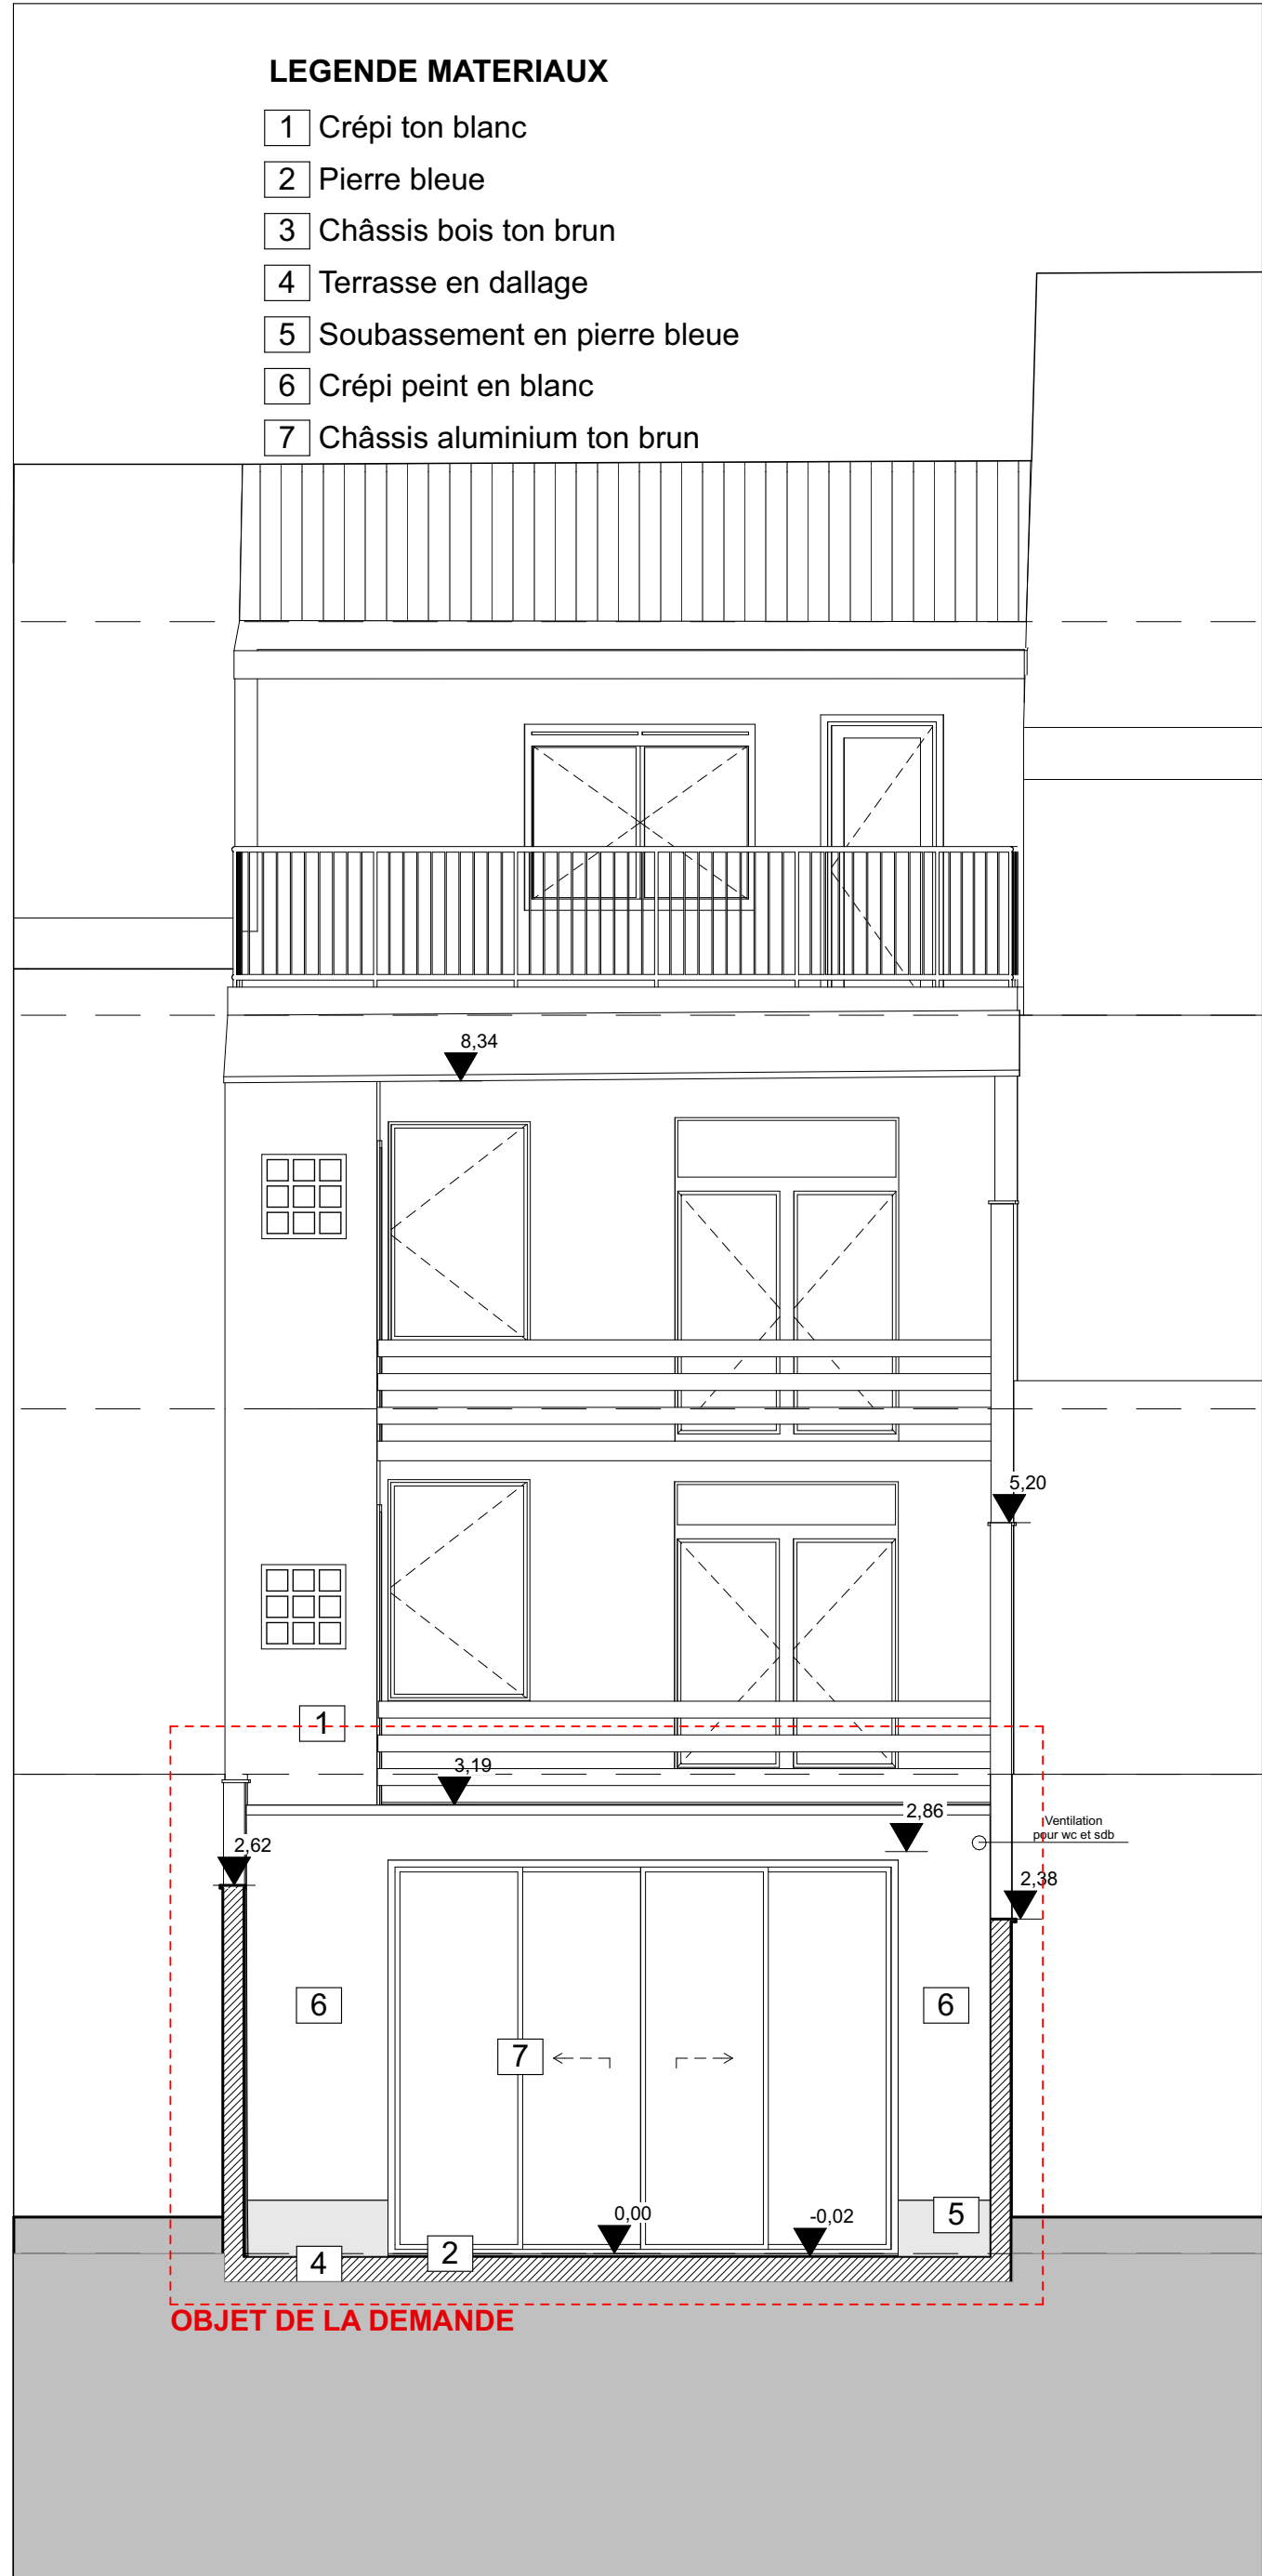 LEGENDE MATERIAUX
1 Crépi ton blanc
2 Pierre bleue
3 Châssis bois ton brun
4 Terrasse en dallage
5 Soubassement en pierre bleue
6 Crépi peint en blanc
7 Châssis aluminium ton brun
8,34
5,20
1
3,19
2,86
Ventilation
pour wc et sdb
2,62
2,38
6
6
7
5
0,00
-0,02
2
4
OBJET DE LA DEMANDE